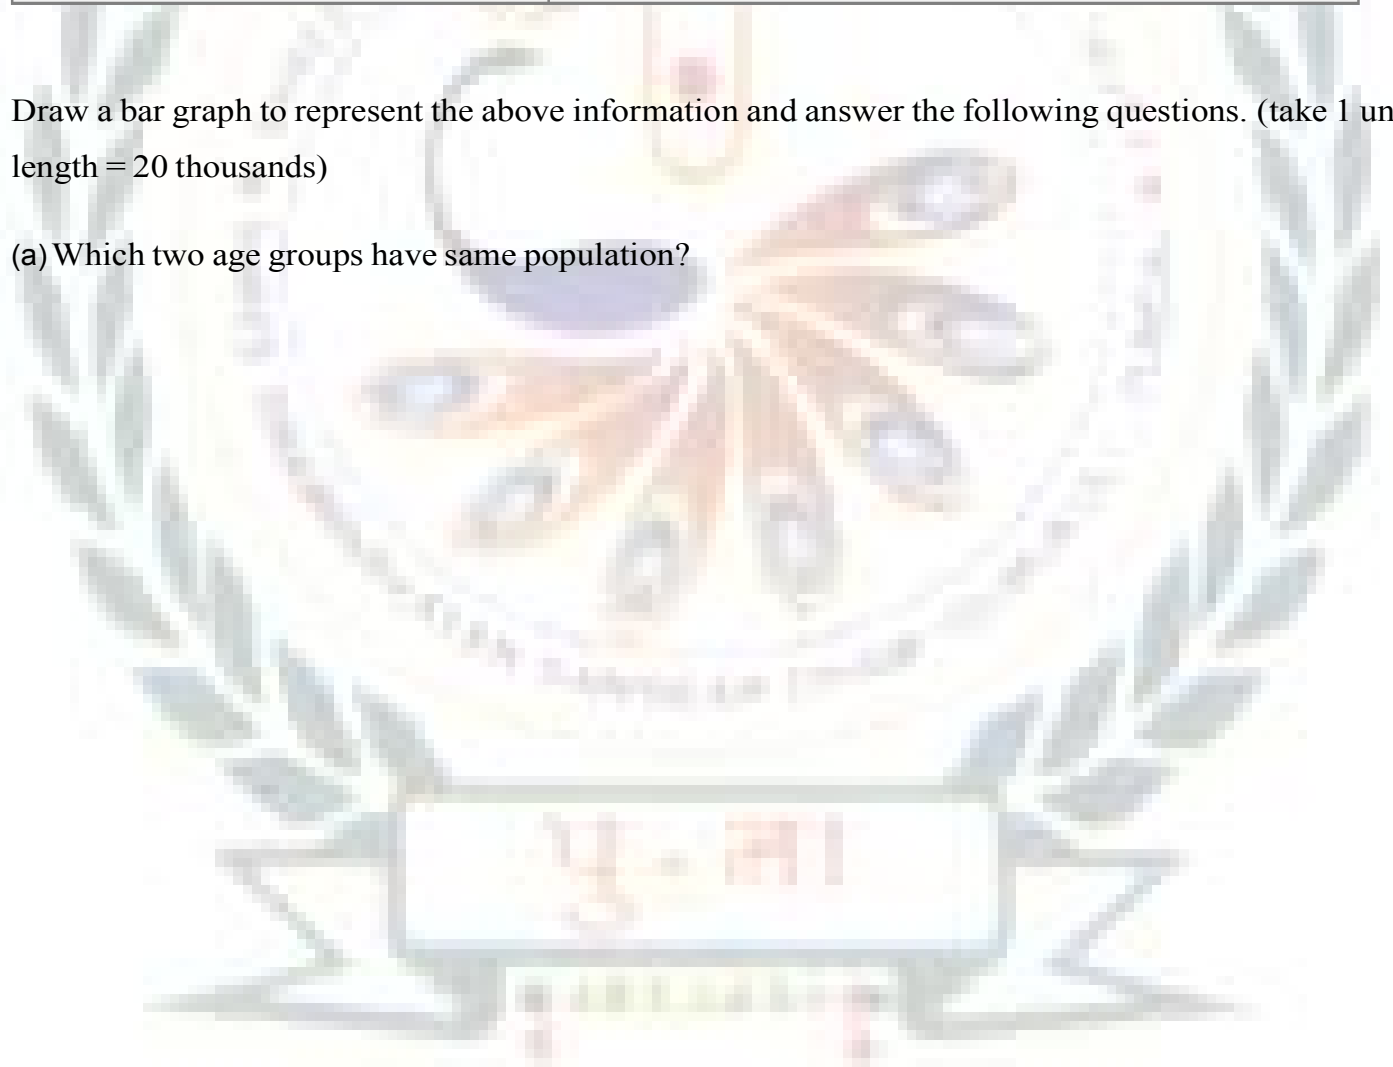 Draw a bar graph to represent the above information and answer the following questions. (take 1 un
length = 20 thousands)
(a) Which two age groups have same population?